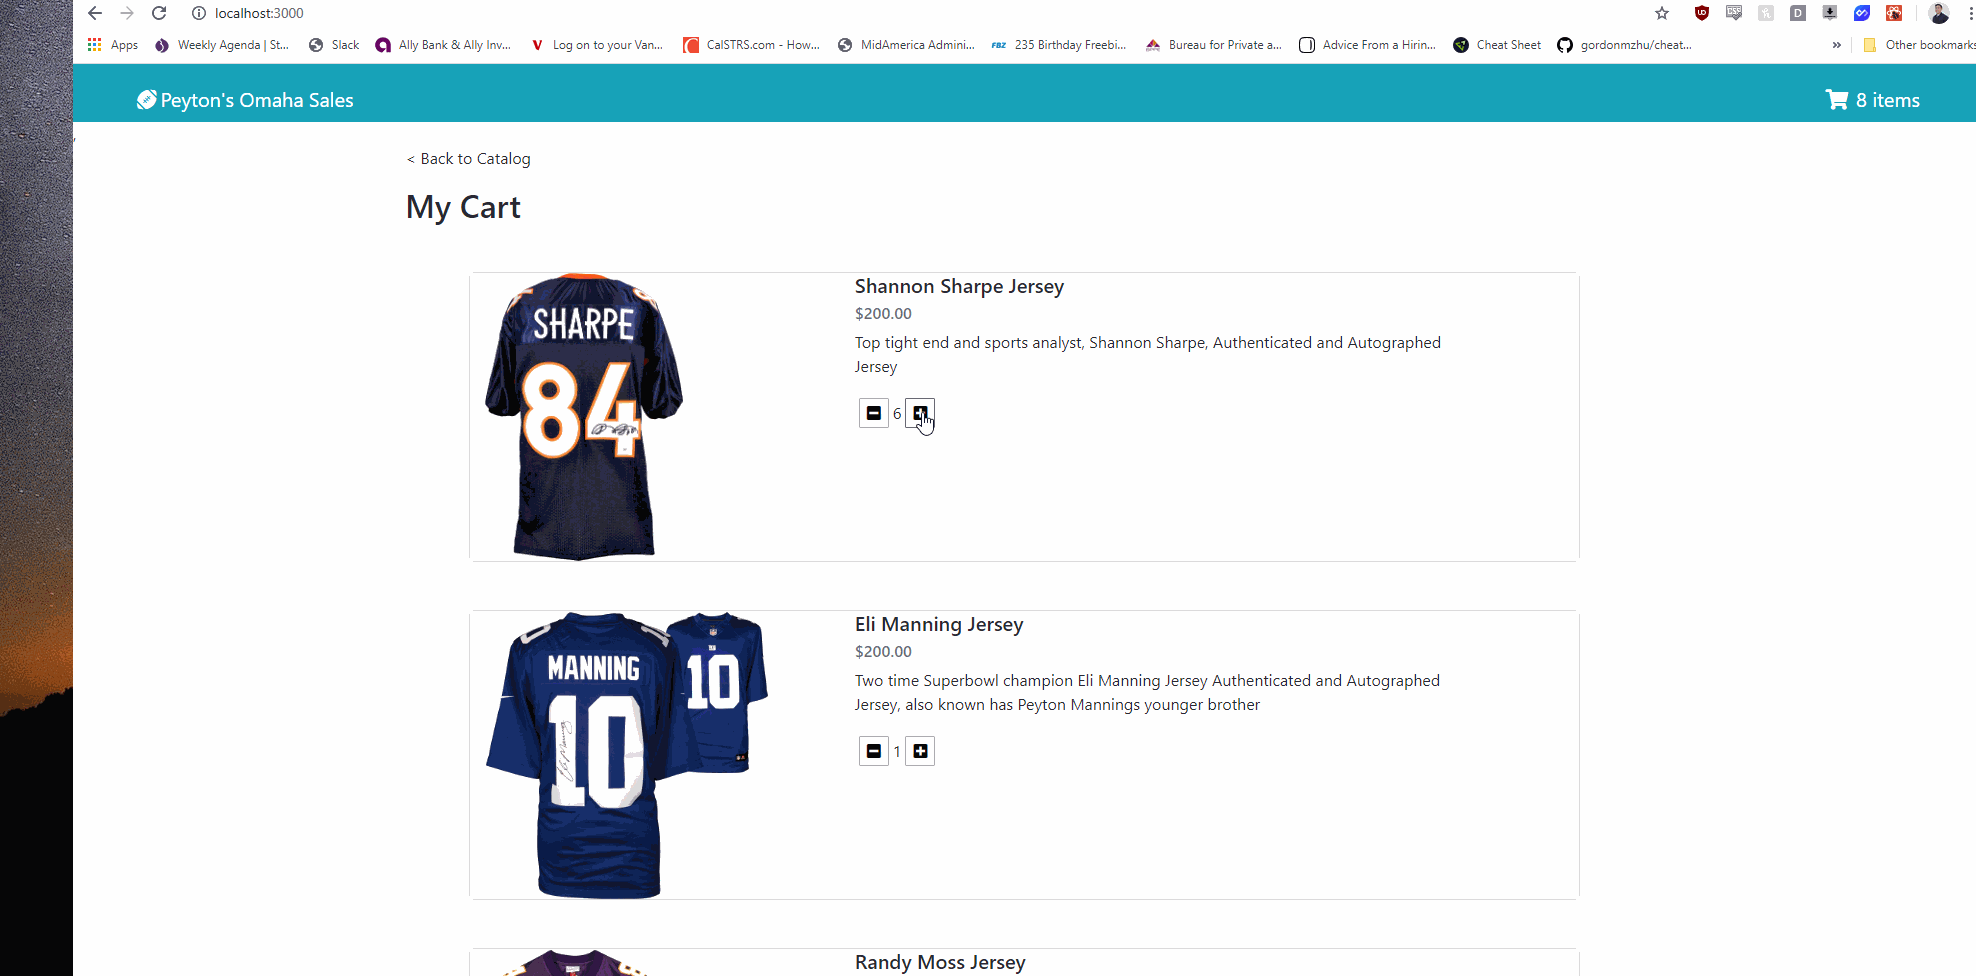 localhost:3000
Apps
Weekly Agenda | St...
Slack
Ally Bank & Ally Inv...
Log on to your Van...
CalSTRS.com - How...
MidAmerica Admini...
FBZ
235 Birthday Freebi...
Bureau for Private a...
Advice From a Hirin...
Cheat Sheet
gordonmzhu/cheat...
»
Other bookmarks
Peyton's Omaha Sales
8 items
< Back to Catalog
My Cart
SHARPE
84
Shannon Sharpe Jersey
$200.00
Top tight end and sports analyst, Shannon Sharpe, Authenticated and Autographed
Jersey
6
MANNING
10
10
Eli Manning Jersey
$200.00
Two time Superbowl champion Eli Manning Jersey Authenticated and Autographed
Jersey, also known has Peyton Mannings younger brother
1
Randy Moss Jersey